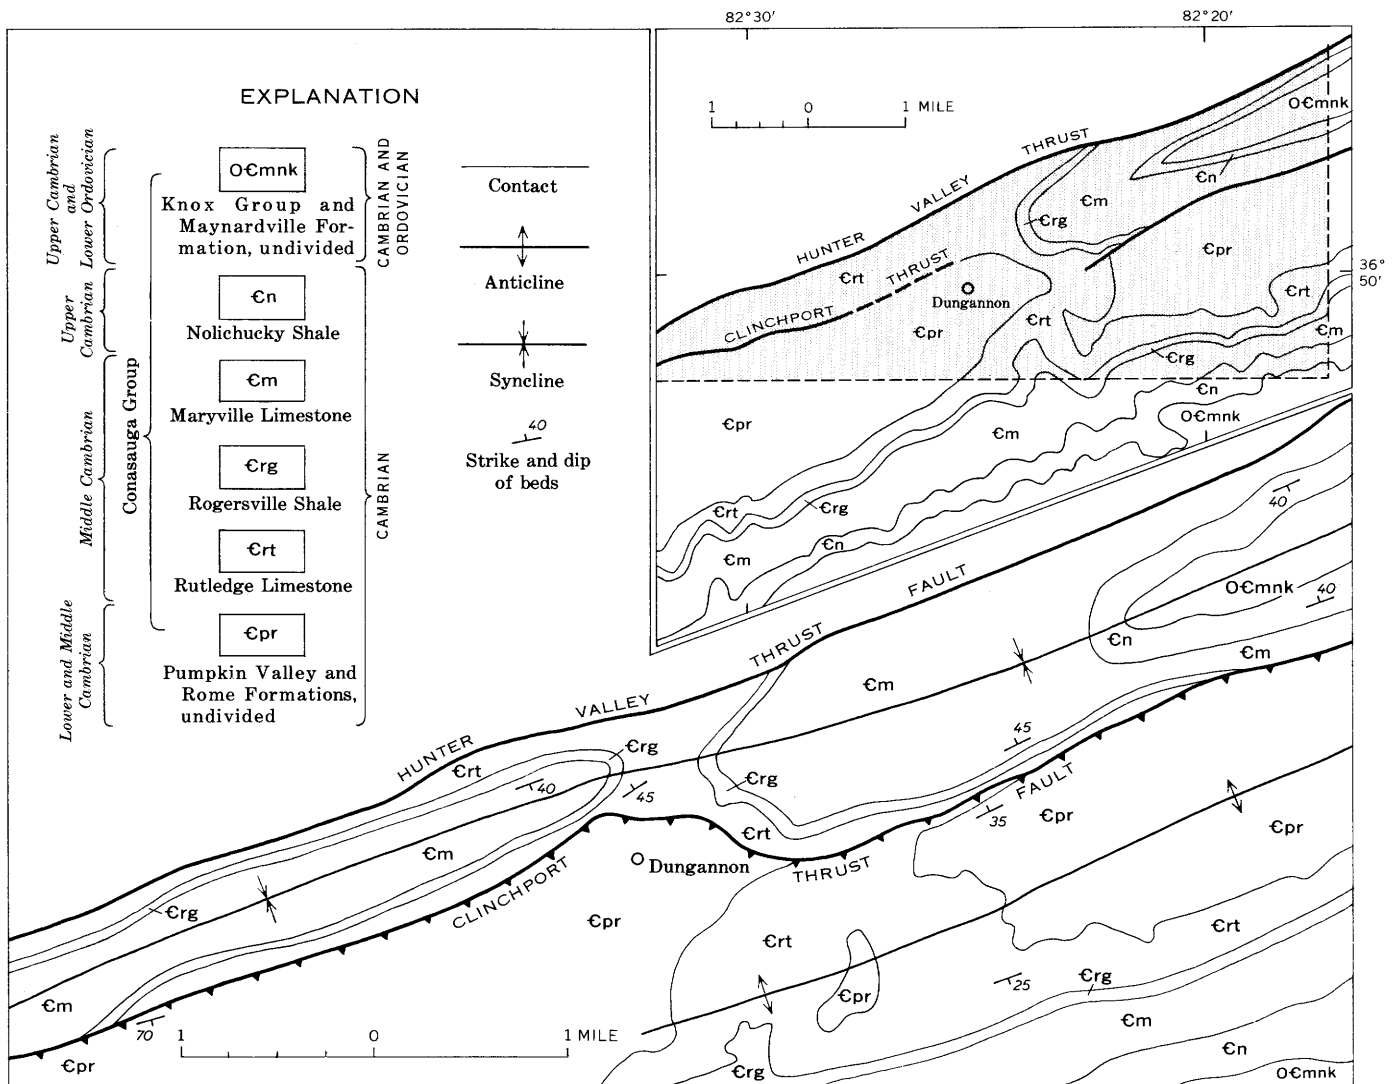 82°30′
82°20′
EXPLANATION
O€mnk
Knox Group and
Maynardville For-
mation, undivided
€n
Nolichucky Shale
€m
Maryville Limestone
€rg
Rogersville Shale
€rt
Rutledge Limestone
€pr
Pumpkin Valley and
Rome Formations,
undivided
Upper Cambrian
and
Lower Ordovician
Upper
Cambrian
Middle Cambrian
Lower and Middle
Cambrian
Conasauga Group
CAMBRIAN AND
ORDOVICIAN
CAMBRIAN
Contact
Anticline
Syncline
40
Strike and dip
of beds
1 0 1 MILE
O€mnk
THRUST
€n
€m
VALLEY
€rg
HUNTER
€pr
36°
50′
THRUST
€rt
€rt
Dungannon
CLINCHPORT
€pr
€rt
€m
€rg
€n
O€mnk
€pr
€m
€rt
€rg
€n
€m
40
FAULT
O€mnk
40
THRUST
€n
€m
€m
VALLEY
45
€rg
HUNTER
€rt
€rg
40
45
FAULT
35
€pr
€pr
€rt
€m
Dungannon
THRUST
CLINCHPORT
€rg
€pr
€rt
€rt
€rg
25
€pr
€m
€m
70
1 0 1 MILE
€n
€pr
€rg
O€mnk